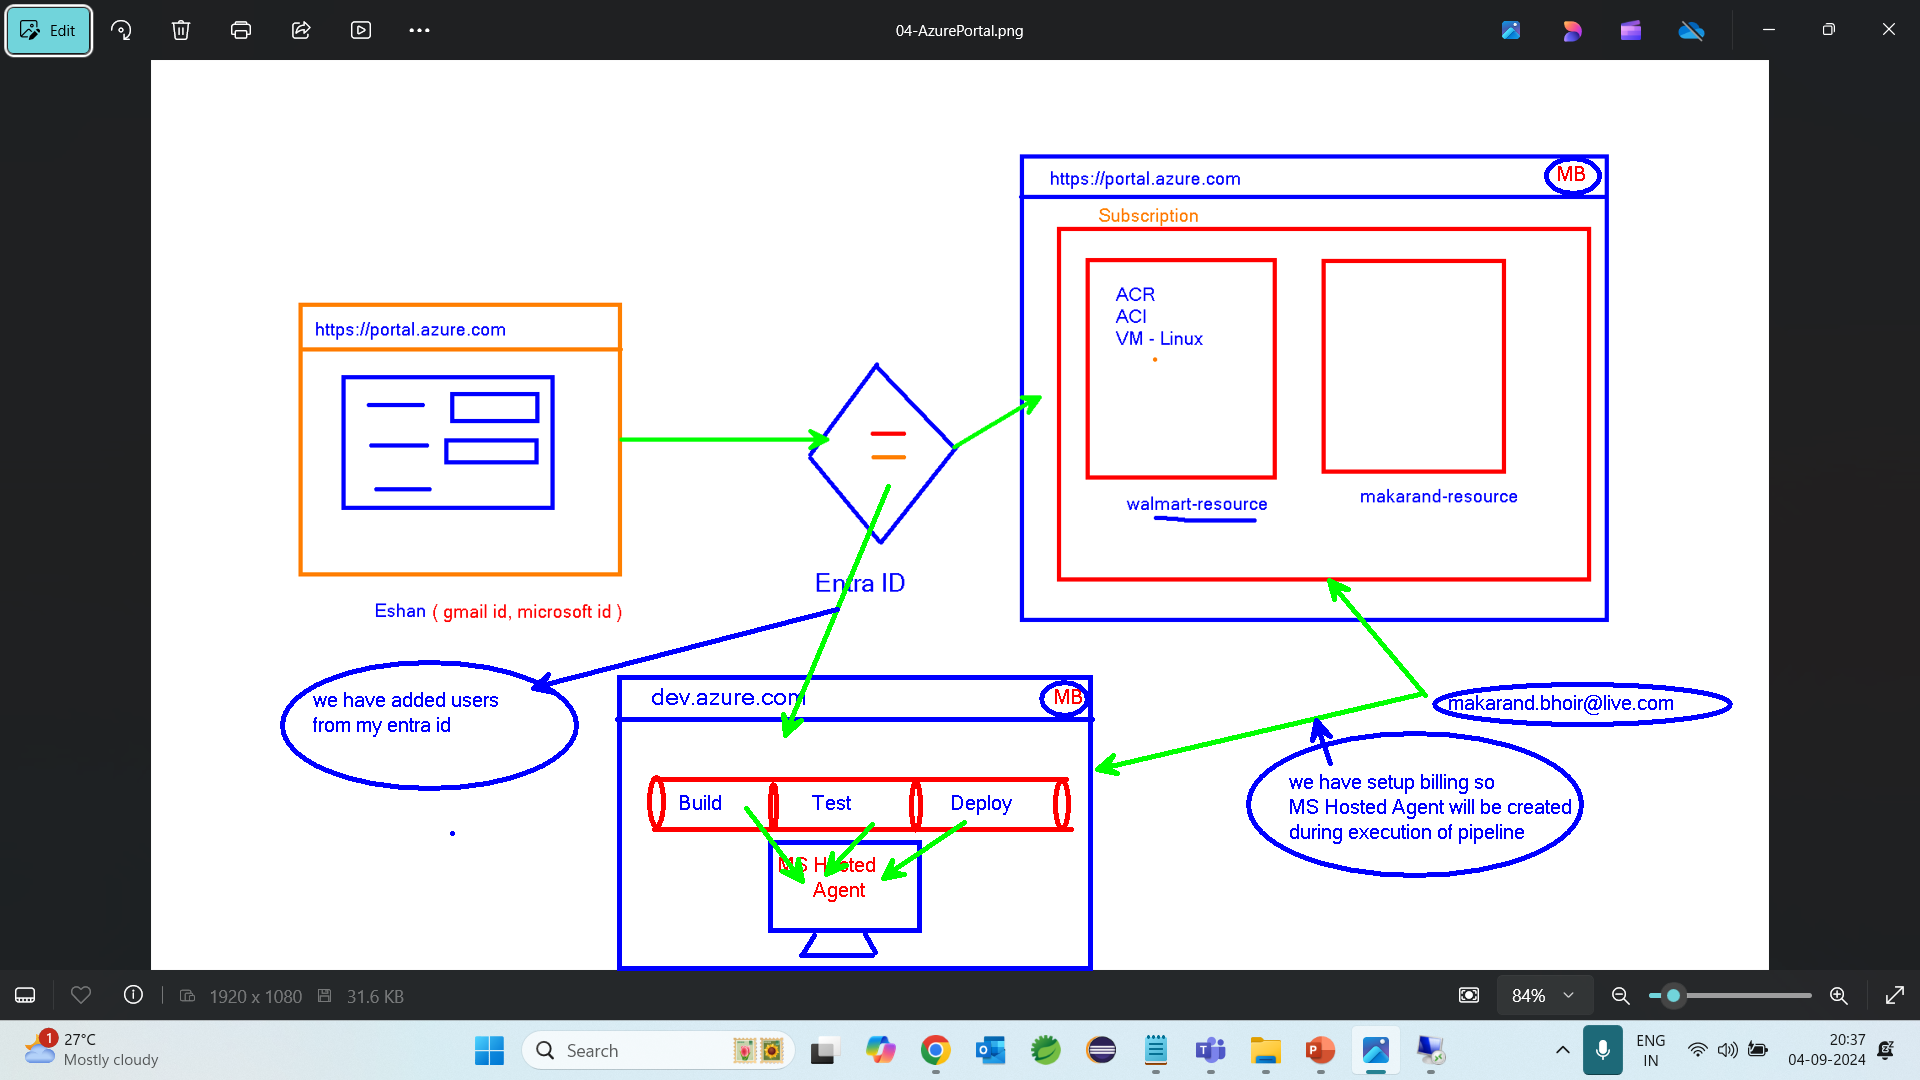 Edit
04-AzurePortal.png
https://portal.azure.com
MB
Subscription
ACR
ACI
VM - Linux
walmart-resource
makarand-resource
https://portal.azure.com
Eshan ( gmail id, microsoft id )
Entra ID
we have added users
from my entra id
dev.azure.com
MB
Build
Test
Deploy
MS Hosted
Agent
makarand.bhoir@live.com
we have setup billing so
MS Hosted Agent will be created
during execution of pipeline
1920 x 1080
31.6 KB
84%
1
27°C
Mostly cloudy
Search
ENG
IN
20:37
04-09-2024